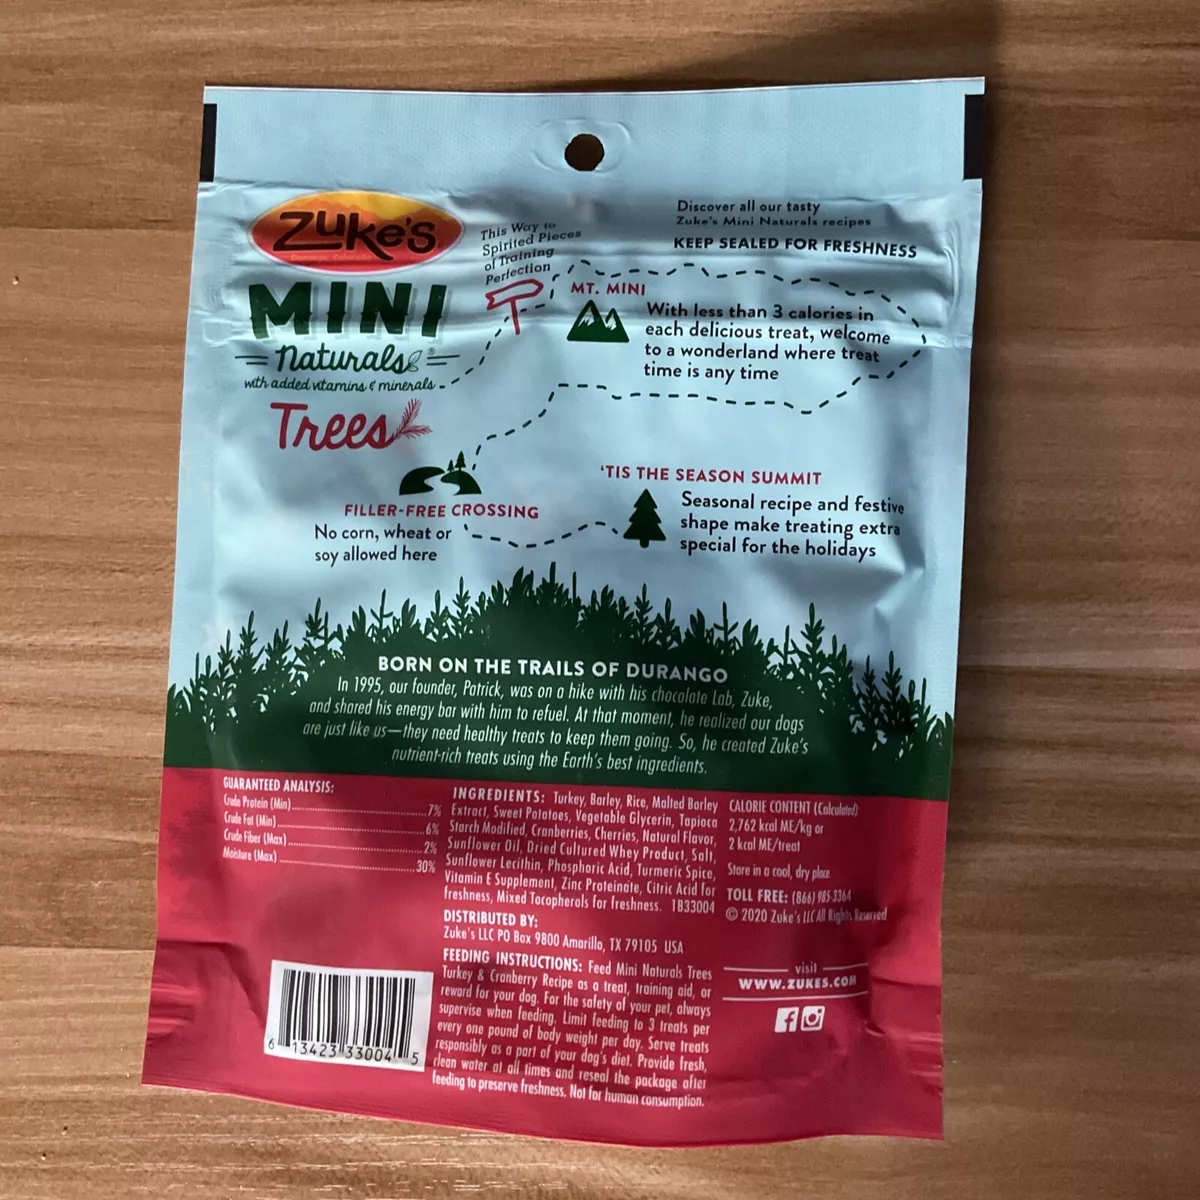 Zuke's
MINI
Naturals®
with added vitamins & minerals
Trees
This Way to
Spirited Pieces
of Training
Perfection
Discover all our tasty
Zuke's Mini Naturals recipes
KEEP SEALED FOR FRESHNESS
MT. MINI
With less than 3 calories in
each delicious treat, welcome
to a wonderland where treat
time is any time
'TIS THE SEASON SUMMIT
Seasonal recipe and festive
shape make treating extra
special for the holidays
FILLER-FREE CROSSING
No corn, wheat or
soy allowed here
BORN ON THE TRAILS OF DURANGO
In 1995, our founder, Patrick, was on a hike with his chocolate Lab, Zuke,
and shared his energy bar with him to refuel. At that moment, he realized our dogs
are just like us—they need healthy treats to keep them going. So, he created Zuke's
nutrient-rich treats using the Earth's best ingredients.
GUARANTEED ANALYSIS:
Crude Protein (Min) 7%
Crude Fat (Min) 6%
Crude Fiber (Max) 2%
Moisture (Max) 30%
INGREDIENTS: Turkey, Barley, Rice, Malted Barley
Extract, Sweet Potatoes, Vegetable Glycerin, Tapioca
Starch Modified, Cranberries, Cherries, Natural Flavor,
Sunflower Oil, Dried Cultured Whey Product, Salt,
Sunflower Lecithin, Phosphoric Acid, Turmeric Spice,
Vitamin E Supplement, Zinc Proteinate, Citric Acid for
freshness, Mixed Tocopherols for freshness. 1B33004
DISTRIBUTED BY:
Zuke's LLC PO Box 9800 Amarillo, TX 79105 USA
FEEDING INSTRUCTIONS: Feed Mini Naturals Trees
Turkey & Cranberry Recipe as a treat, training aid, or
reward for your dog. For the safety of your pet, always
supervise when feeding. Limit feeding to 3 treats per
every one pound of body weight per day. Serve treats
responsibly as a part of your dog's diet. Provide fresh,
clean water at all times and reseal the package after
feeding to preserve freshness. Not for human consumption.
CALORIE CONTENT (Calculated):
2,762 kcal ME/kg or
2 kcal ME/treat
Store in a cool, dry place.
TOLL FREE: (866) 985-3364
© 2020 Zuke's LLC All Rights Reserved
visit
WWW.ZUKES.COM
6 13423 33004 5